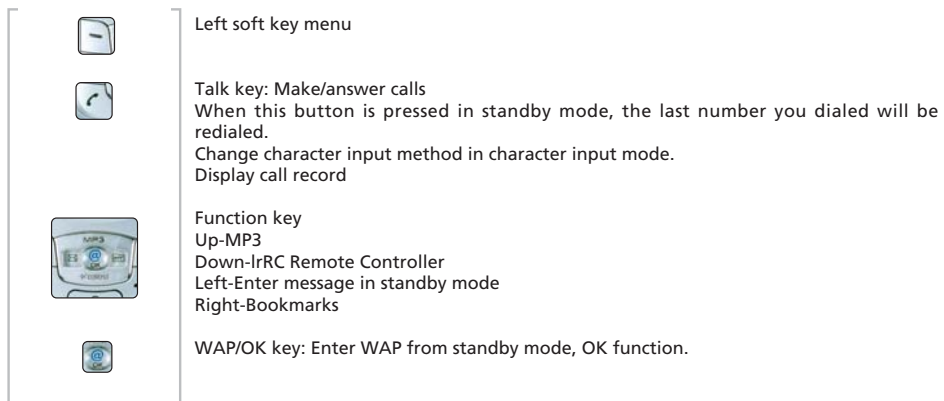 Left soft key menu
Talk key: Make/answer calls
When this button is pressed in standby mode, the last number you dialed will be
redialed.
Change character input method in character input mode.
Display call record
MP3
@
OK
Function key
Up-MP3
Down-lrRC Remote Controller
Left-Enter message in standby mode
Right-Bookmarks
@
OK
WAP/OK key: Enter WAP from standby mode, OK function.